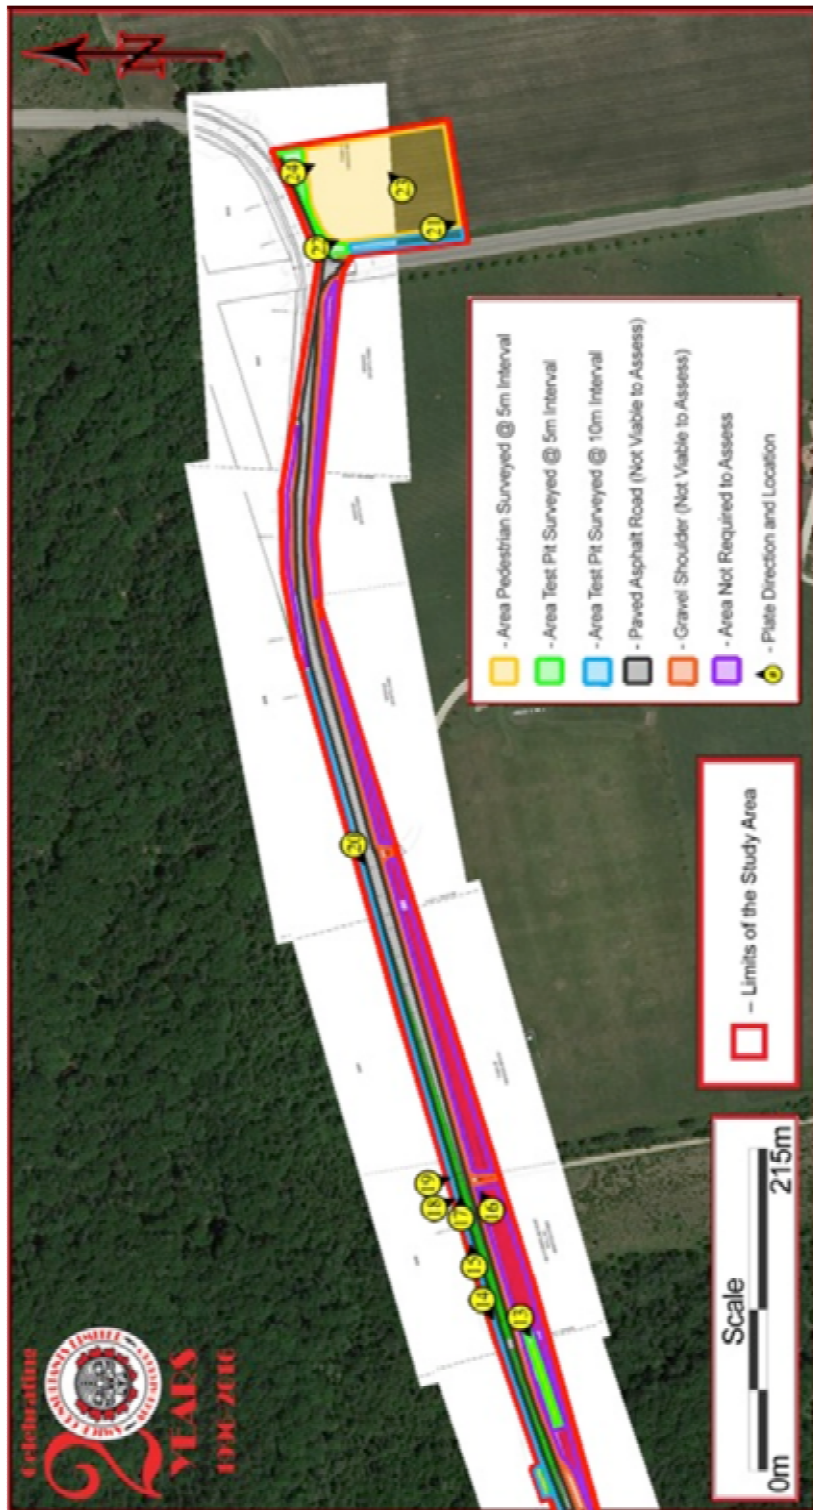 Celebrating
20
YEARS
1996-2016
N
13
14
15
16
17
18
19
20
21
22
23
24
- Area Pedestrian Surveyed @ 5m Interval
- Area Test Pit Surveyed @ 5m Interval
- Area Test Pit Surveyed @ 10m Interval
- Paved Asphalt Road (Not Viable to Assess)
- Gravel Shoulder (Not Viable to Assess)
- Area Not Required to Assess
# - Plate Direction and Location
– Limits of the Study Area
Scale
0m
215m